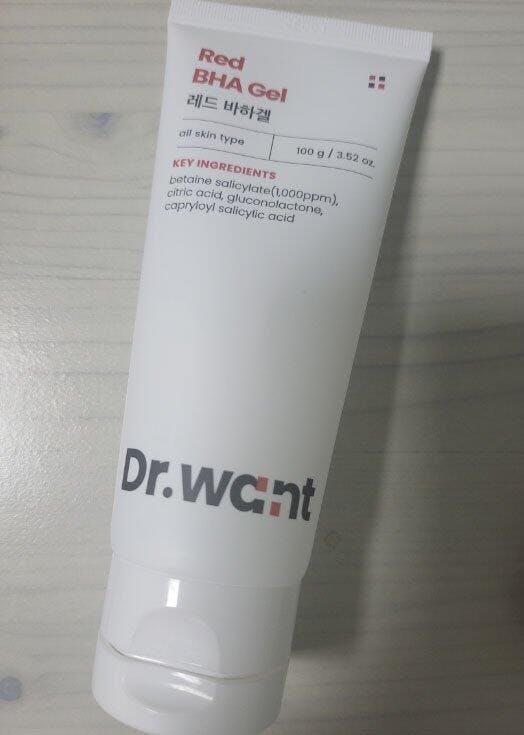 Red
BHA Gel
레드 바하겔
all skin type
100 g / 3.52 oz.
KEY INGREDIENTS
betaine salicylate(1,000ppm),
citric acid, gluconolactone,
capryloyl salicylic acid
Dr.want